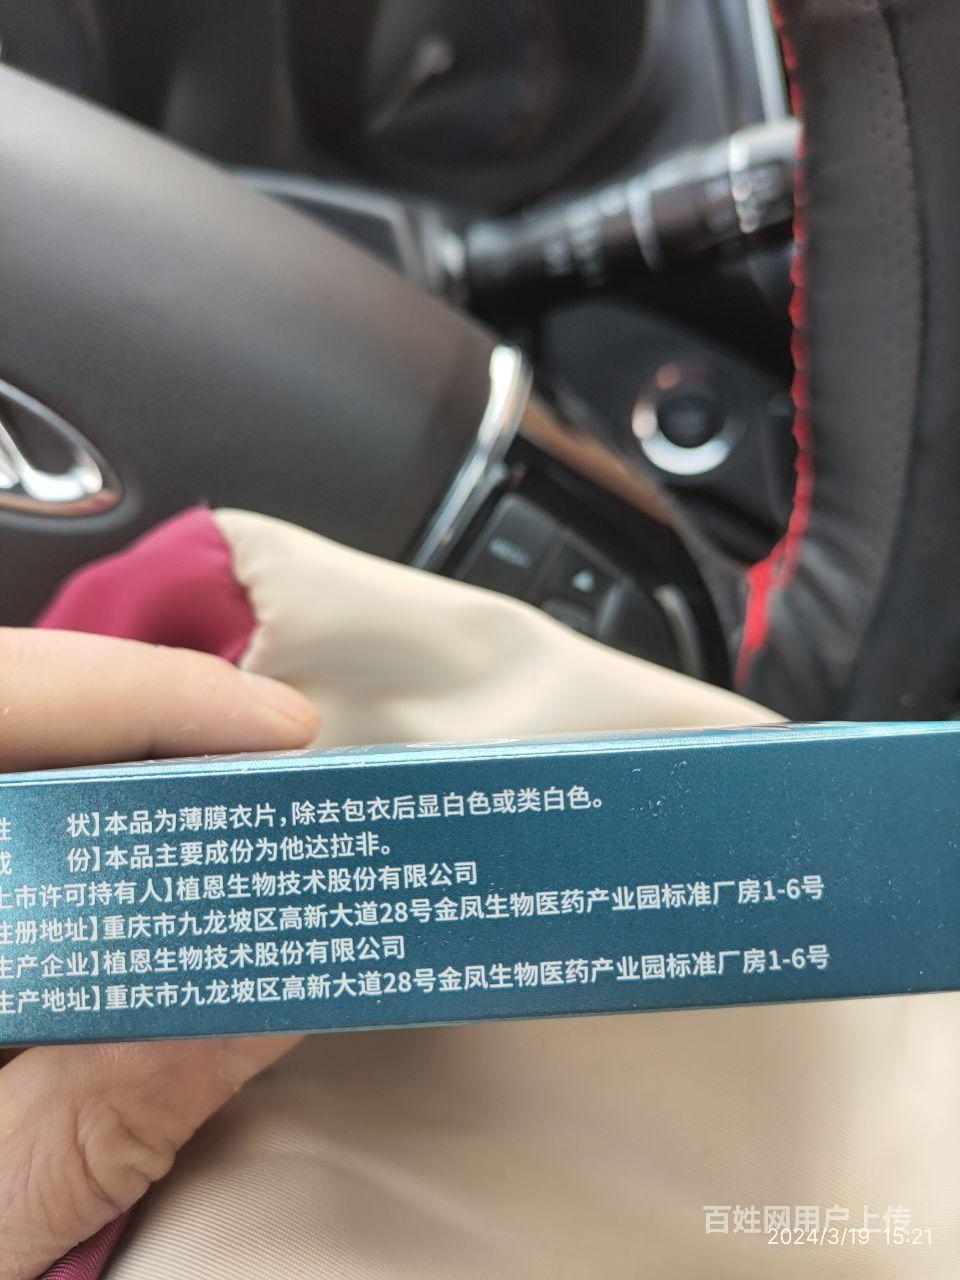 状】本品为薄膜衣片,除去包衣后显白色或类白色。
份】本品主要成份为他达拉非。
上市许可持有人】植恩生物技术股份有限公司
注册地址】重庆市九龙坡区高新大道28号金凤生物医药产业园标准厂房1-6号
生产企业】植恩生物技术股份有限公司
生产地址】重庆市九龙坡区高新大道28号金凤生物医药产业园标准厂房1-6号
百姓网用户上传
2024/3/19 15:21